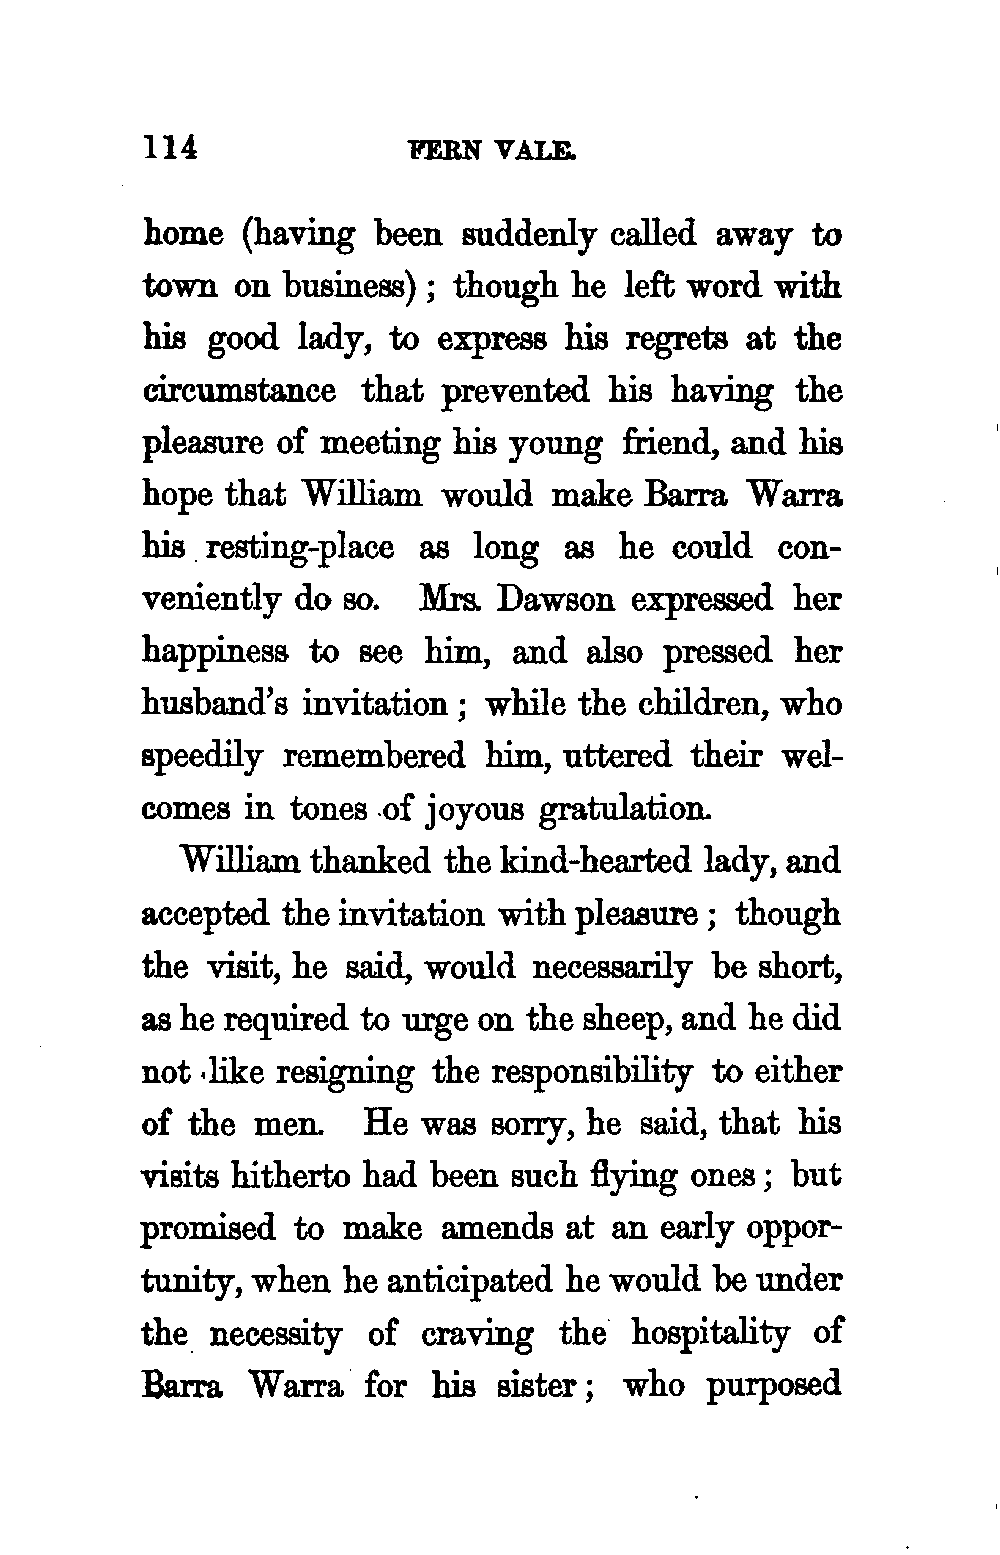 114 FERN VALE.
home (having been suddenly called away to
town on business) ; though he left word with
his good lady, to express his regrets at the
circumstance that prevented his having the
pleasure of meeting his young friend, and his
hope that William would make Barra Warra
his resting-place as long as he could con-
veniently do so. Mrs. Dawson expressed her
happiness to see him, and also pressed her
husband's invitation ; while the children, who
speedily remembered him, uttered their wel-
comes in tones of joyous gratulation.
William thanked the kind-hearted lady, and
accepted the invitation with pleasure ; though
the visit, he said, would necessarily be short,
as he required to urge on the sheep, and he did
not like resigning the responsibility to either
of the men. He was sorry, he said, that his
visits hitherto had been such flying ones ; but
promised to make amends at an early oppor-
tunity, when he anticipated he would be under
the necessity of craving the hospitality of
Barra Warra for his sister ; who purposed